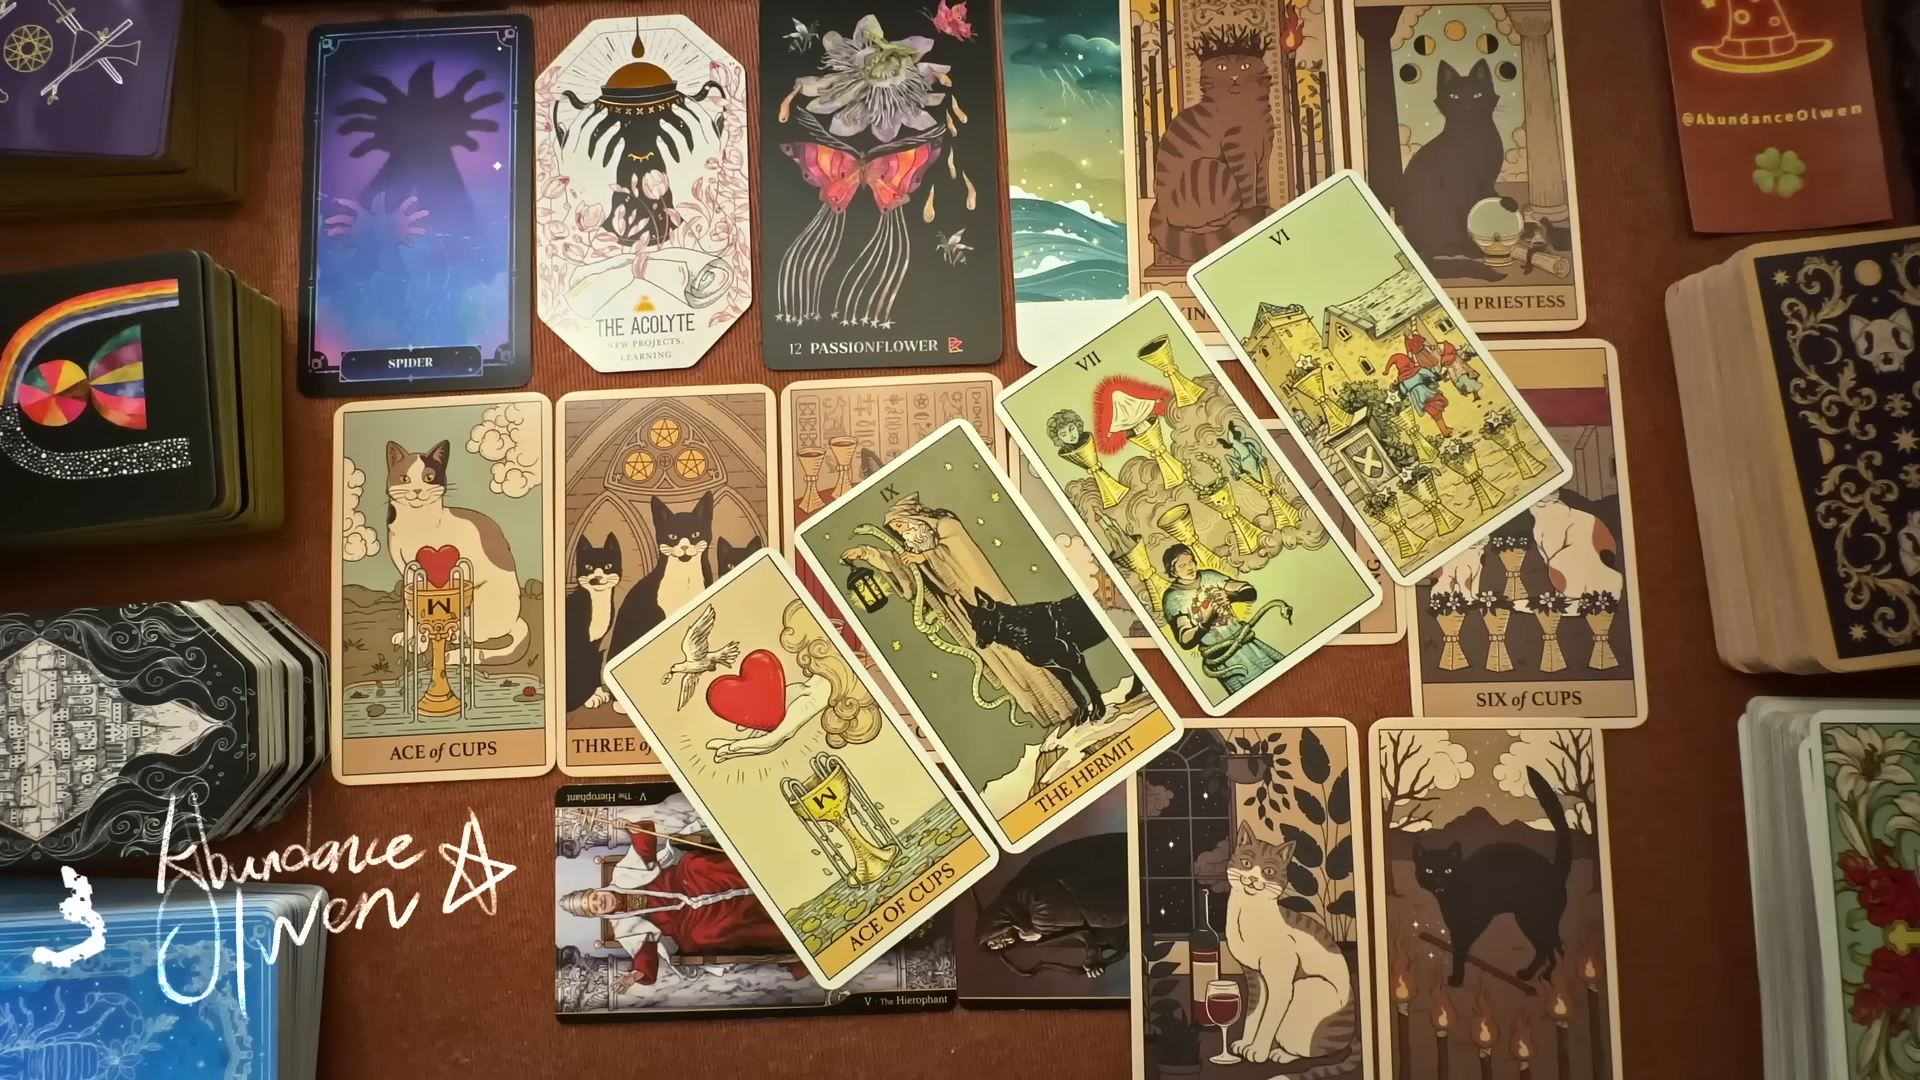 SPIDER
THE ACOLYTE
NEW PROJECTS.
LEARNING
12 PASSIONFLOWER
H PRIESTESS
@AbundanceOlwen
VI
VII
IX
ACE of CUPS
THREE
SIX of CUPS
M
M
THE HERMIT
ACE OF CUPS
V · The Hierophant
V · The Hierophant
Abundance
Olwen